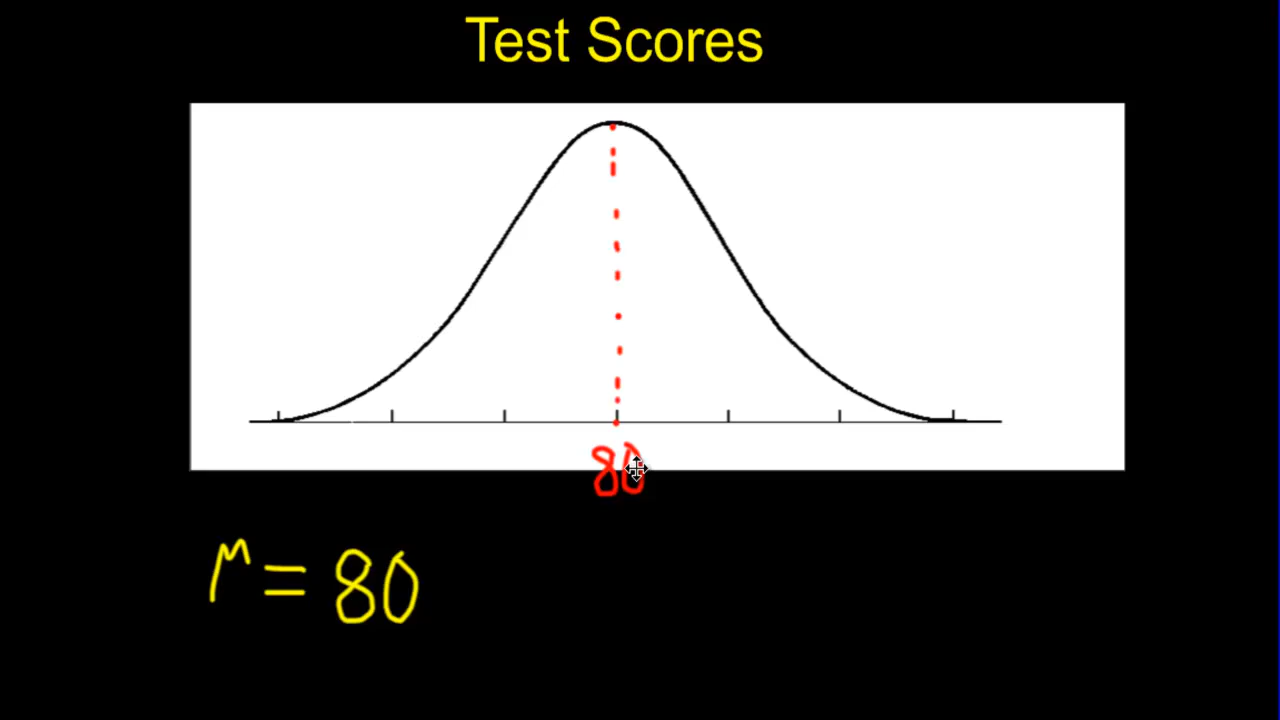 Test Scores
80
μ = 80